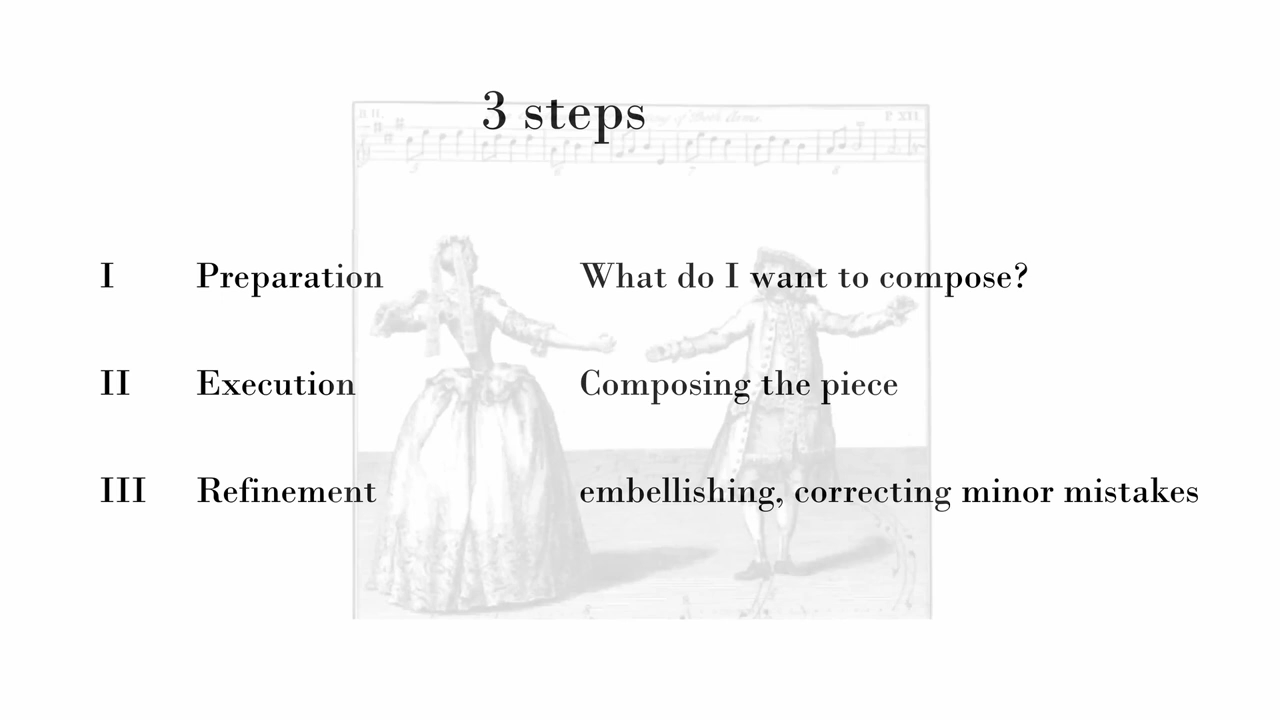 3 steps
P. XII.
I Preparation What do I want to compose?
II Execution Composing the piece
III Refinement embellishing, correcting minor mistakes